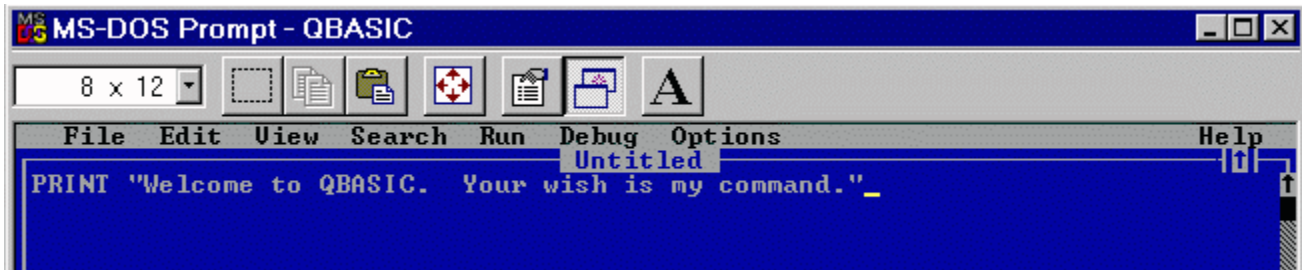 MS-DOS Prompt - QBASIC
8 x 12 A
File Edit View Search Run Debug Options Help
Untitled
PRINT "Welcome to QBASIC.  Your wish is my command."_